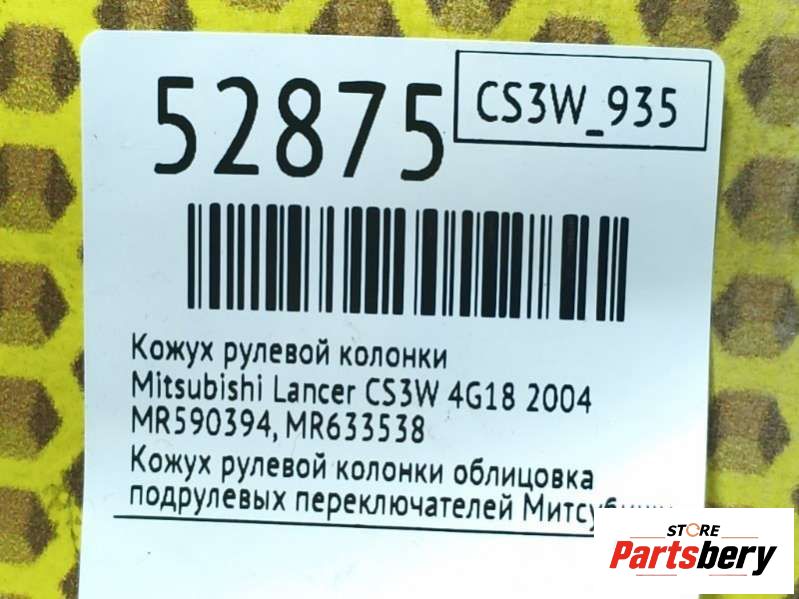 52875
CS3W_935
Кожух рулевой колонки
Mitsubishi Lancer CS3W 4G18 2004
MR590394, MR633538
Кожух рулевой колонки облицовка
подрулевых переключателей
STORE
Partsbery